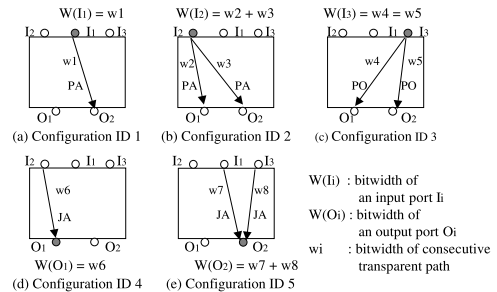 W(I1) = w1
I2 I1 I3
w1
PA
O1 O2
(a) Configuration ID 1
W(I2) = w2 + w3
I2 I1 I3
w2 w3
PA PA
O1 O2
(b) Configuration ID 2
W(I3) = w4 = w5
I2 I1 I3
w4 w5
PO PO
O1 O2
(c) Configuration ID 3
I2 I1 I3
w6
JA
O1 O2
W(O1) = w6
(d) Configuration ID 4
I2 I1 I3
w7 w8
JA JA
O1 O2
W(O2) = w7 + w8
(e) Configuration ID 5
W(Ii) : bitwidth of
an input port Ii
W(Oi) : bitwidth of
an output port Oi
wi : bitwidth of consecutive
transparent path